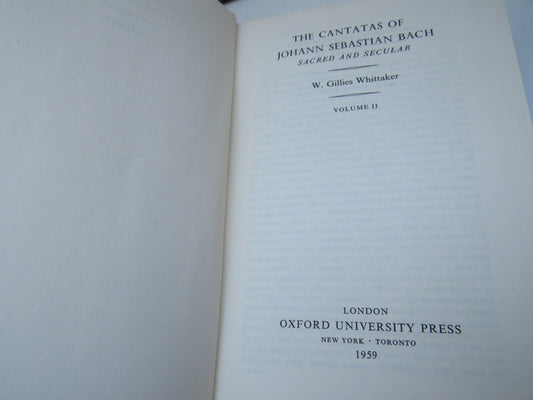 THE CANTATAS OF
JOHANN SEBASTIAN BACH
SACRED AND SECULAR
W. Gillies Whittaker
VOLUME II
LONDON
OXFORD UNIVERSITY PRESS
NEW YORK · TORONTO
1959